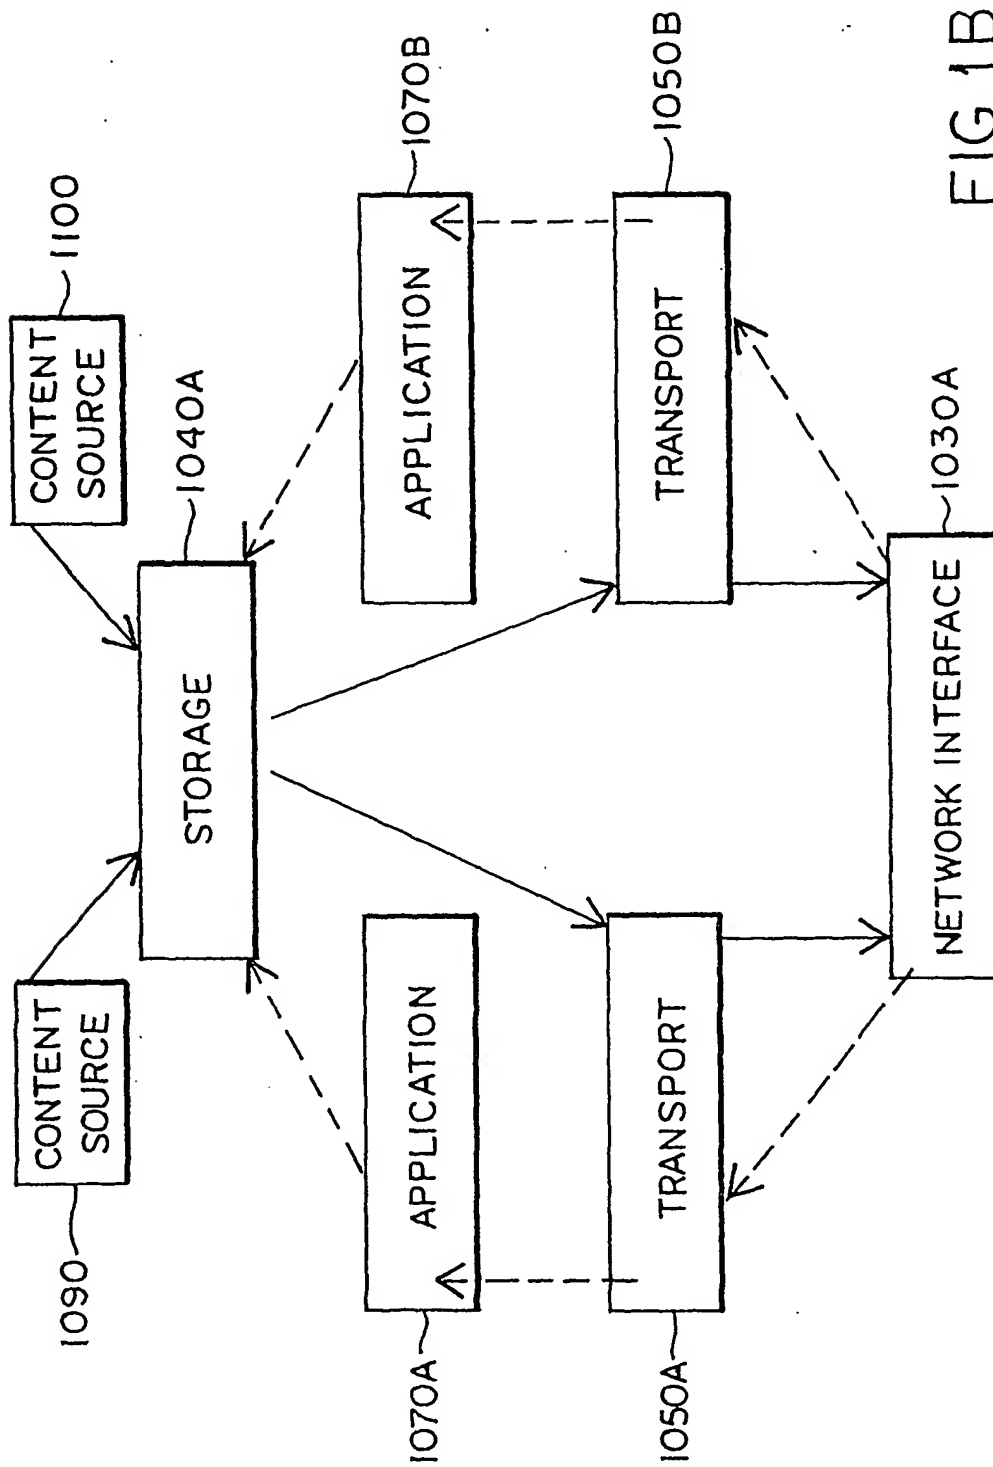 1090
CONTENT
SOURCE
CONTENT
SOURCE
1100
STORAGE
1040A
1070A
APPLICATION
APPLICATION
1070B
1050A
TRANSPORT
TRANSPORT
1050B
NETWORK INTERFACE
1030A
FIG 1B